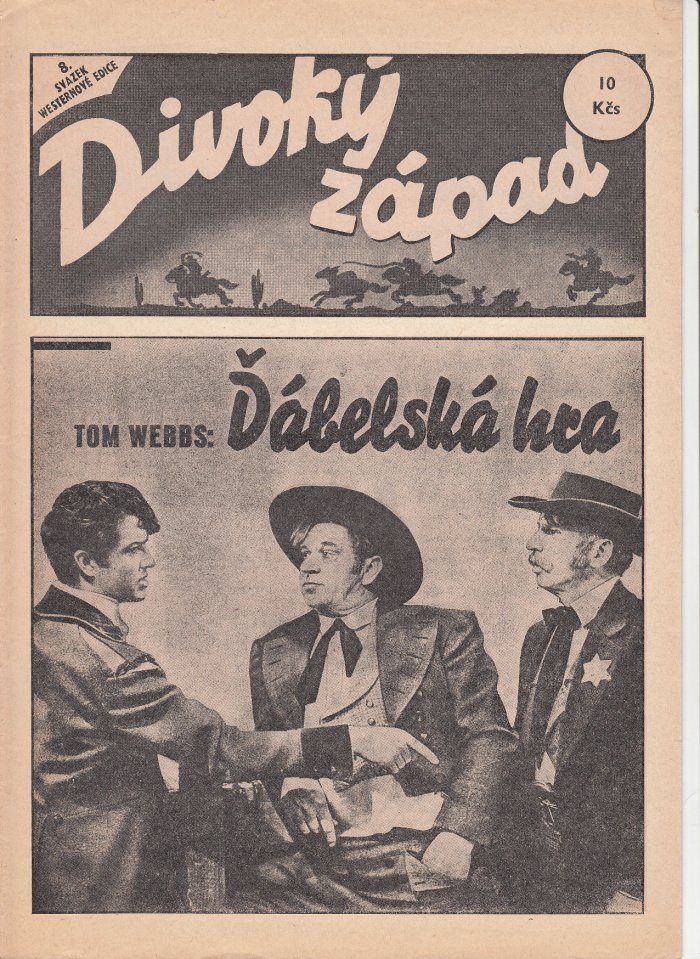 8.
SVAZEK
WESTERNOVÉ EDICE
Divoký
západ
10
Kčs
TOM WEBBS: Ďábelská hra